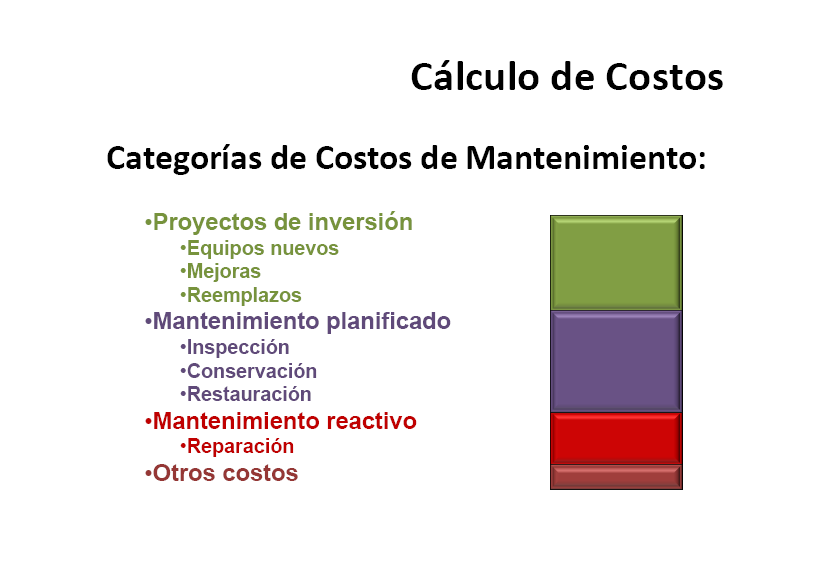 Cálculo de Costos
Categorías de Costos de Mantenimiento:
•Proyectos de inversión
•Equipos nuevos
•Mejoras
•Reemplazos
•Mantenimiento planificado
•Inspección
•Conservación
•Restauración
•Mantenimiento reactivo
•Reparación
•Otros costos